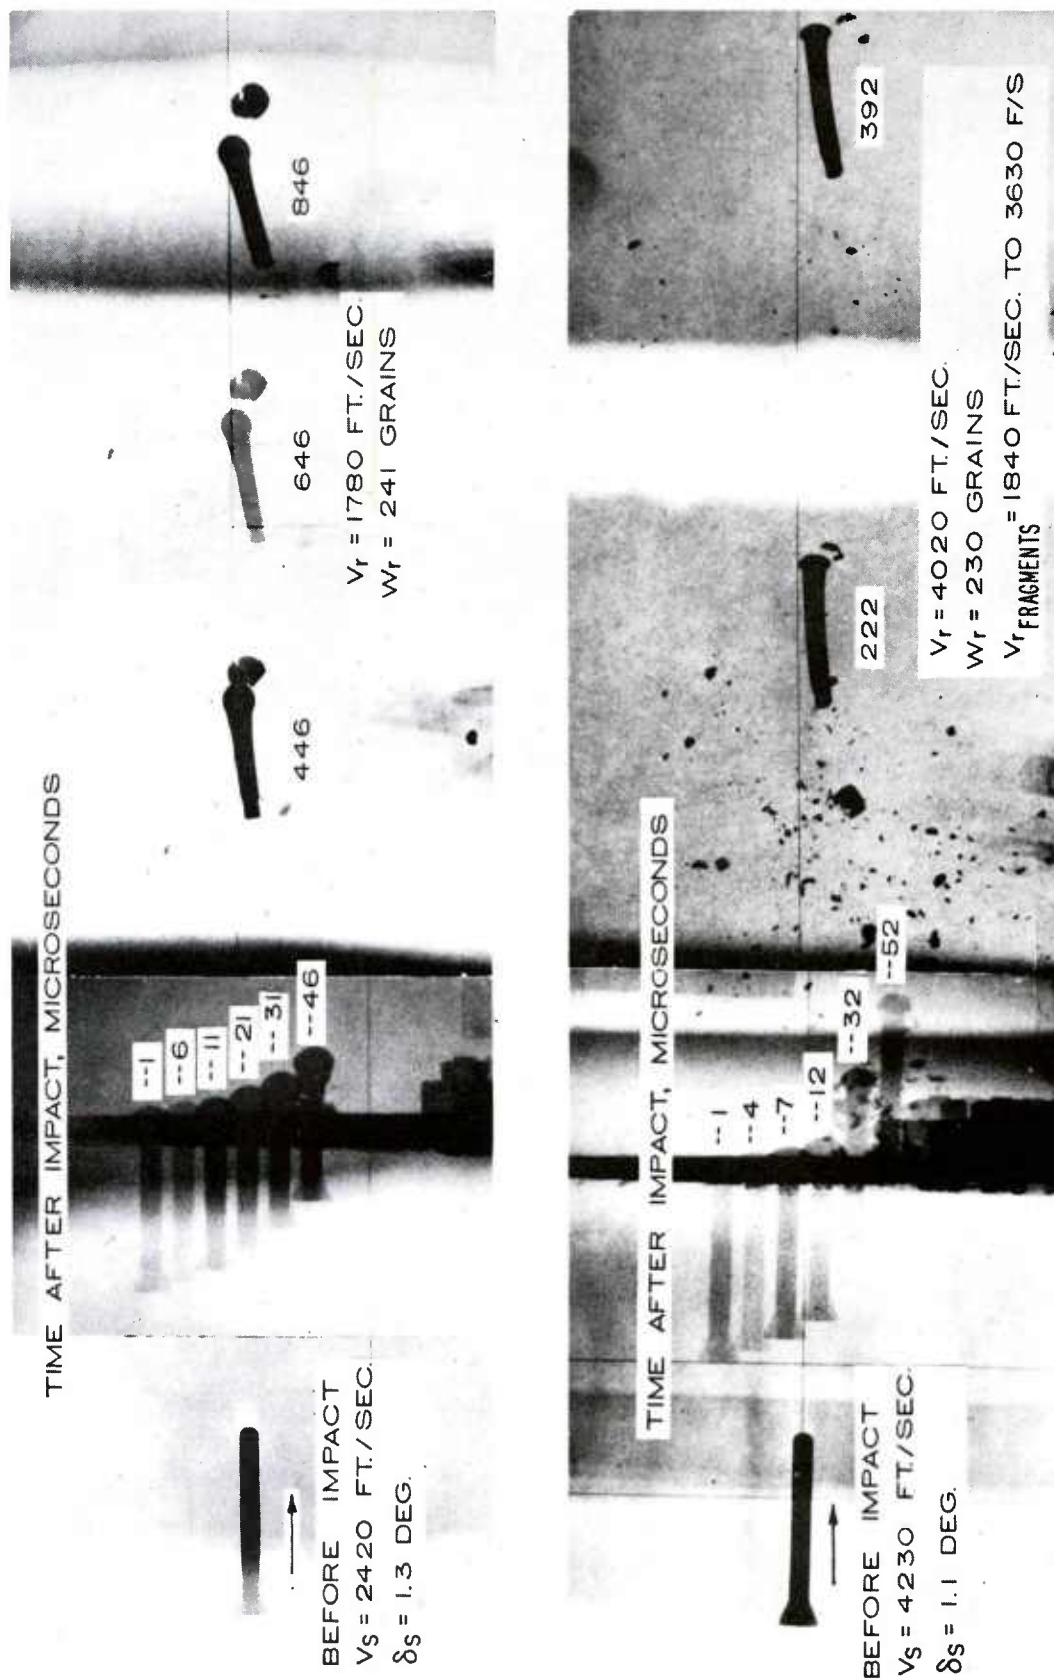 TIME AFTER IMPACT, MICROSECONDS
--1
--6
--11
--21
--31
--46
446
646
846
BEFORE IMPACT
Vs = 2420 FT./SEC.
δs = 1.3 DEG.
Vr = 1780 FT./SEC.
Wr = 241 GRAINS
TIME AFTER IMPACT, MICROSECONDS
--1
--4
--7
--12
--32
--52
222
392
BEFORE IMPACT
Vs = 4230 FT./SEC.
δs = 1.1 DEG.
Vr = 4020 FT./SEC.
Wr = 230 GRAINS
Vr FRAGMENTS = 1840 FT./SEC. TO 3630 F/S